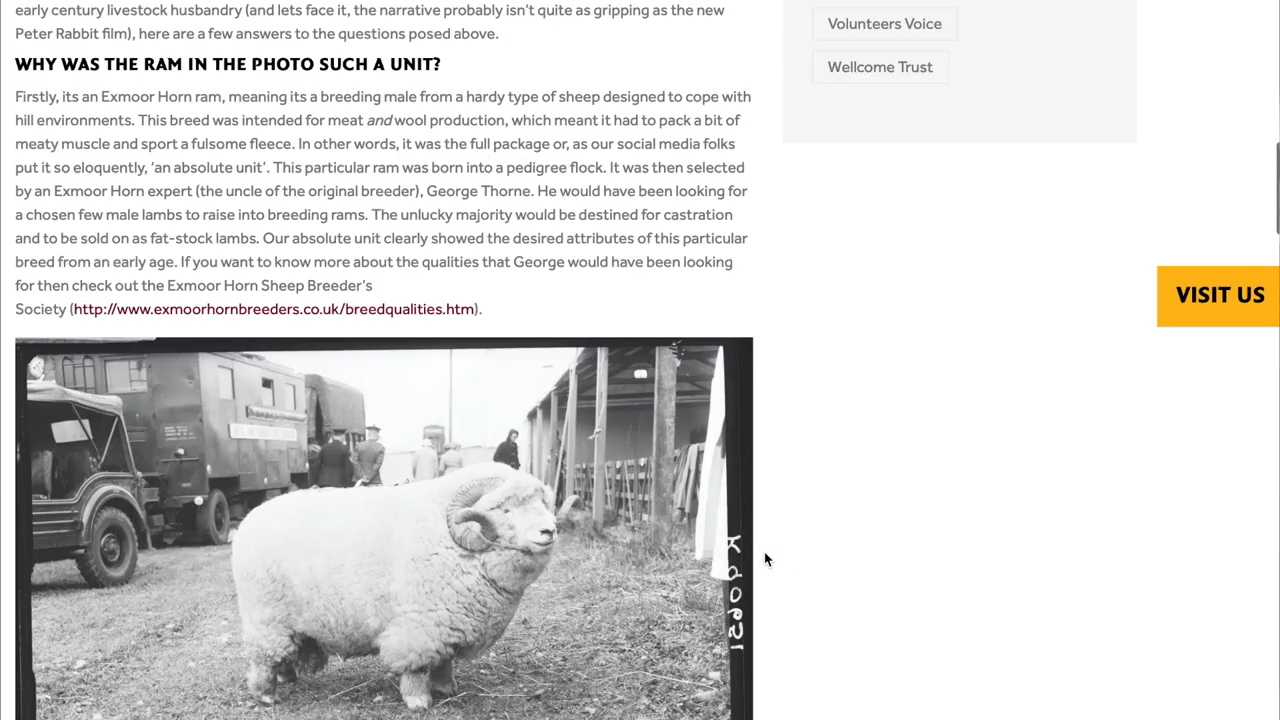 early century livestock husbandry (and lets face it, the narrative probably isn't quite as gripping as the new
Peter Rabbit film), here are a few answers to the questions posed above.
WHY WAS THE RAM IN THE PHOTO SUCH A UNIT?
Firstly, its an Exmoor Horn ram, meaning its a breeding male from a hardy type of sheep designed to cope with
hill environments. This breed was intended for meat and wool production, which meant it had to pack a bit of
meaty muscle and sport a fulsome fleece. In other words, it was the full package or, as our social media folks
put it so eloquently, 'an absolute unit'. This particular ram was born into a pedigree flock. It was then selected
by an Exmoor Horn expert (the uncle of the original breeder), George Thorne. He would have been looking for
a chosen few male lambs to raise into breeding rams. The unlucky majority would be destined for castration
and to be sold on as fat-stock lambs. Our absolute unit clearly showed the desired attributes of this particular
breed from an early age. If you want to know more about the qualities that George would have been looking
for then check out the Exmoor Horn Sheep Breeder's
Society (http://www.exmoorhornbreeders.co.uk/breedqualities.htm).
Volunteers Voice
Wellcome Trust
VISIT US